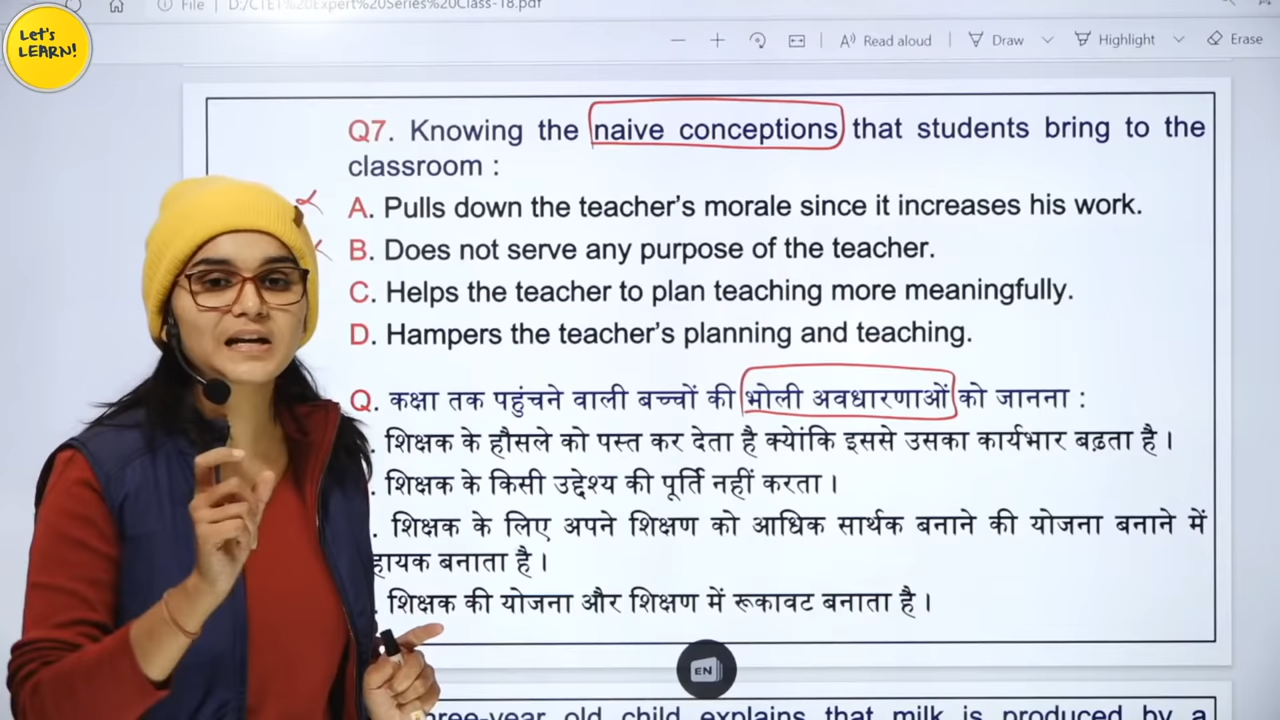 Let's
LEARN!
File | D:/CTET%20Expert%20Series%20Class-18.pdf
Read aloud | Draw Highlight Erase
Q7. Knowing the naive conceptions that students bring to the
classroom :
A. Pulls down the teacher's morale since it increases his work.
B. Does not serve any purpose of the teacher.
C. Helps the teacher to plan teaching more meaningfully.
D. Hampers the teacher's planning and teaching.
Q. कक्षा तक पहुंचने वाली बच्चों की भोली अवधारणाओं को जानना :
. शिक्षक के हौसले को पस्त कर देता है क्योंकि इससे उसका कार्यभार बढ़ता है।
. शिक्षक के किसी उद्देश्य की पूर्ति नहीं करता।
. शिक्षक के लिए अपने शिक्षण को आधिक सार्थक बनाने की योजना बनाने में
हायक बनाता है।
. शिक्षक की योजना और शिक्षण में रूकावट बनाता है।
EN
three-year old child explains that milk is produced by a